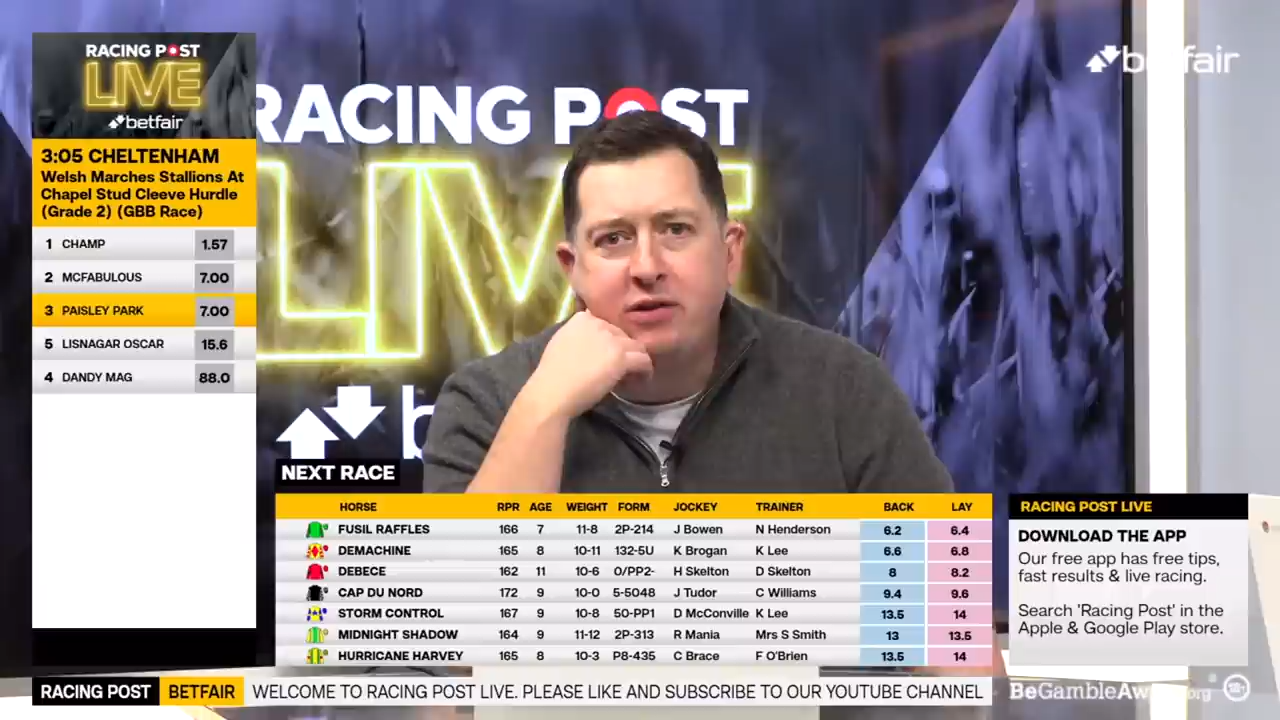 RACING POST
LIVE
betfair
3:05 CHELTENHAM
Welsh Marches Stallions At
Chapel Stud Cleeve Hurdle
(Grade 2) (GBB Race)
1 CHAMP 1.57
2 MCFABULOUS 7.00
3 PAISLEY PARK 7.00
5 LISNAGAR OSCAR 15.6
4 DANDY MAG 88.0
RACING POST
LIVE
b
betfair
NEXT RACE
HORSE RPR AGE WEIGHT FORM JOCKEY TRAINER BACK LAY
FUSIL RAFFLES 166 7 11-8 2P-214 J Bowen N Henderson 6.2 6.4
DEMACHINE 165 8 10-11 132-5U K Brogan K Lee 6.6 6.8
DEBECE 162 11 10-6 0/PP2- H Skelton D Skelton 8 8.2
CAP DU NORD 172 9 10-0 5-5048 J Tudor C Williams 9.4 9.6
STORM CONTROL 167 9 10-8 50-PP1 D McConville K Lee 13.5 14
MIDNIGHT SHADOW 164 9 11-12 2P-313 R Mania Mrs S Smith 13 13.5
HURRICANE HARVEY 165 8 10-3 P8-435 C Brace F O'Brien 13.5 14
RACING POST LIVE
DOWNLOAD THE APP
Our free app has free tips,
fast results & live racing.
Search 'Racing Post' in the
Apple & Google Play store.
RACING POST BETFAIR WELCOME TO RACING POST LIVE. PLEASE LIKE AND SUBSCRIBE TO OUR YOUTUBE CHANNEL
BeGambleAware.org 18+